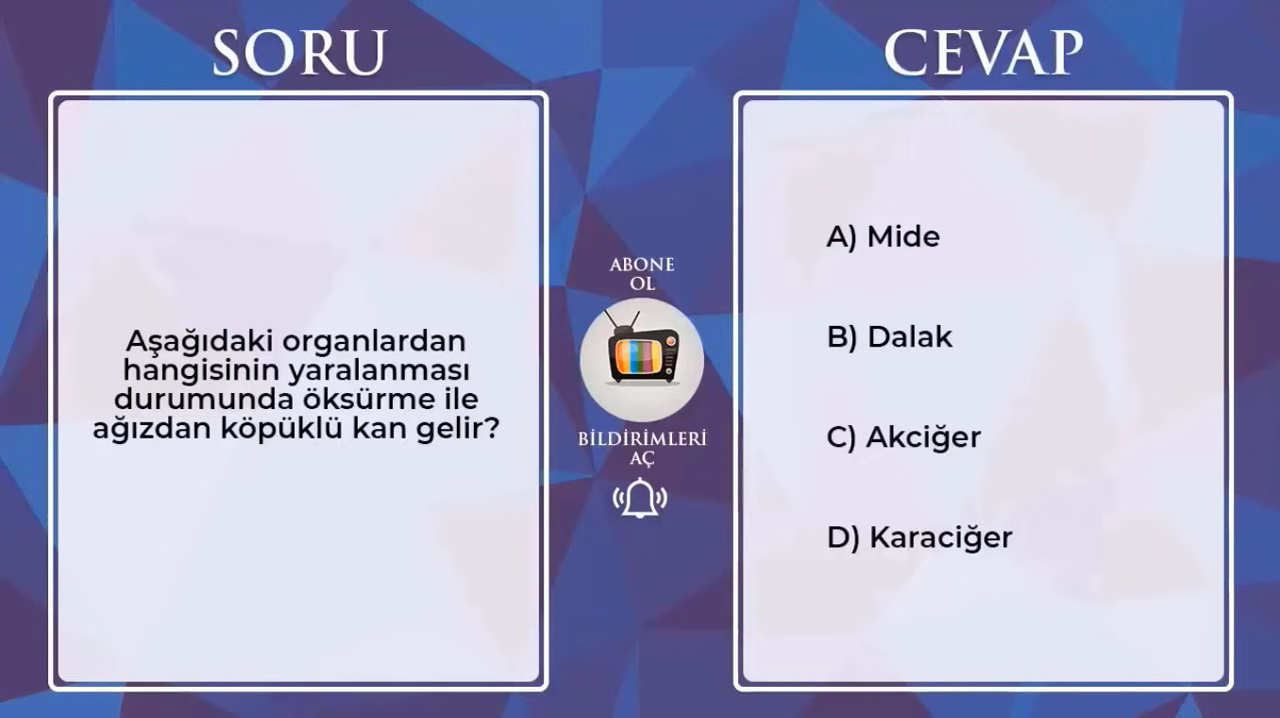 SORU
Aşağıdaki organlardan
hangisinin yaralanması
durumunda öksürme ile
ağızdan köpüklü kan gelir?
ABONE
OL
BİLDİRİMLERİ
AÇ
CEVAP
A) Mide
B) Dalak
C) Akciğer
D) Karaciğer